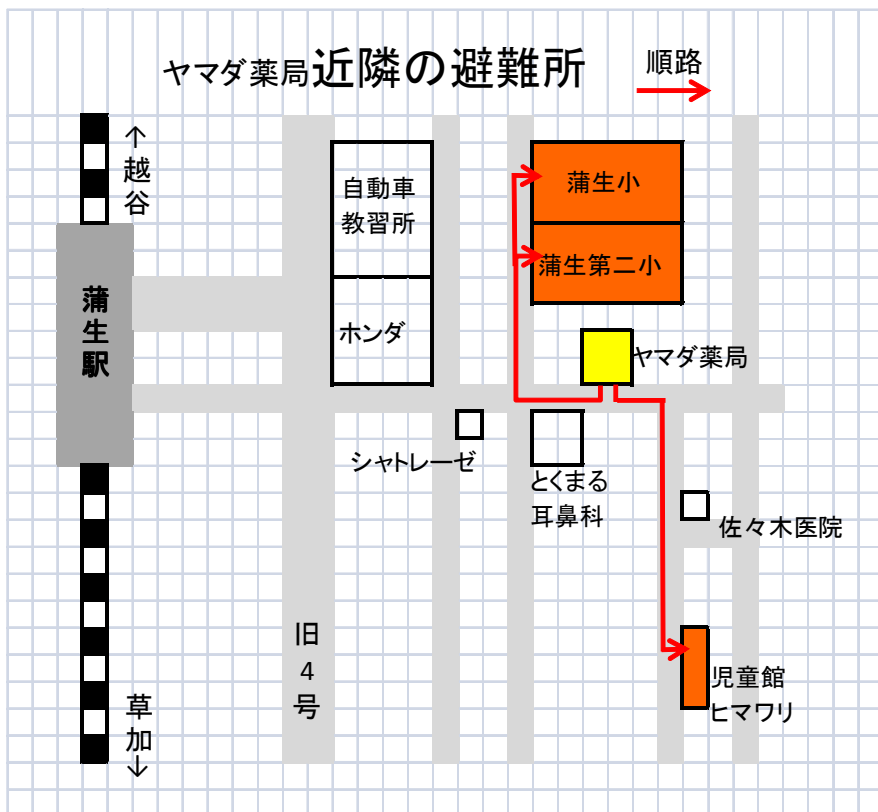 ヤマダ薬局近隣の避難所
順路
↑越谷
自動車
教習所
蒲生小
蒲生第二小
蒲生駅
ホンダ
ヤマダ薬局
シャトレーゼ
とくまる
耳鼻科
佐々木医院
旧4号
児童館
ヒマワリ
草加↓